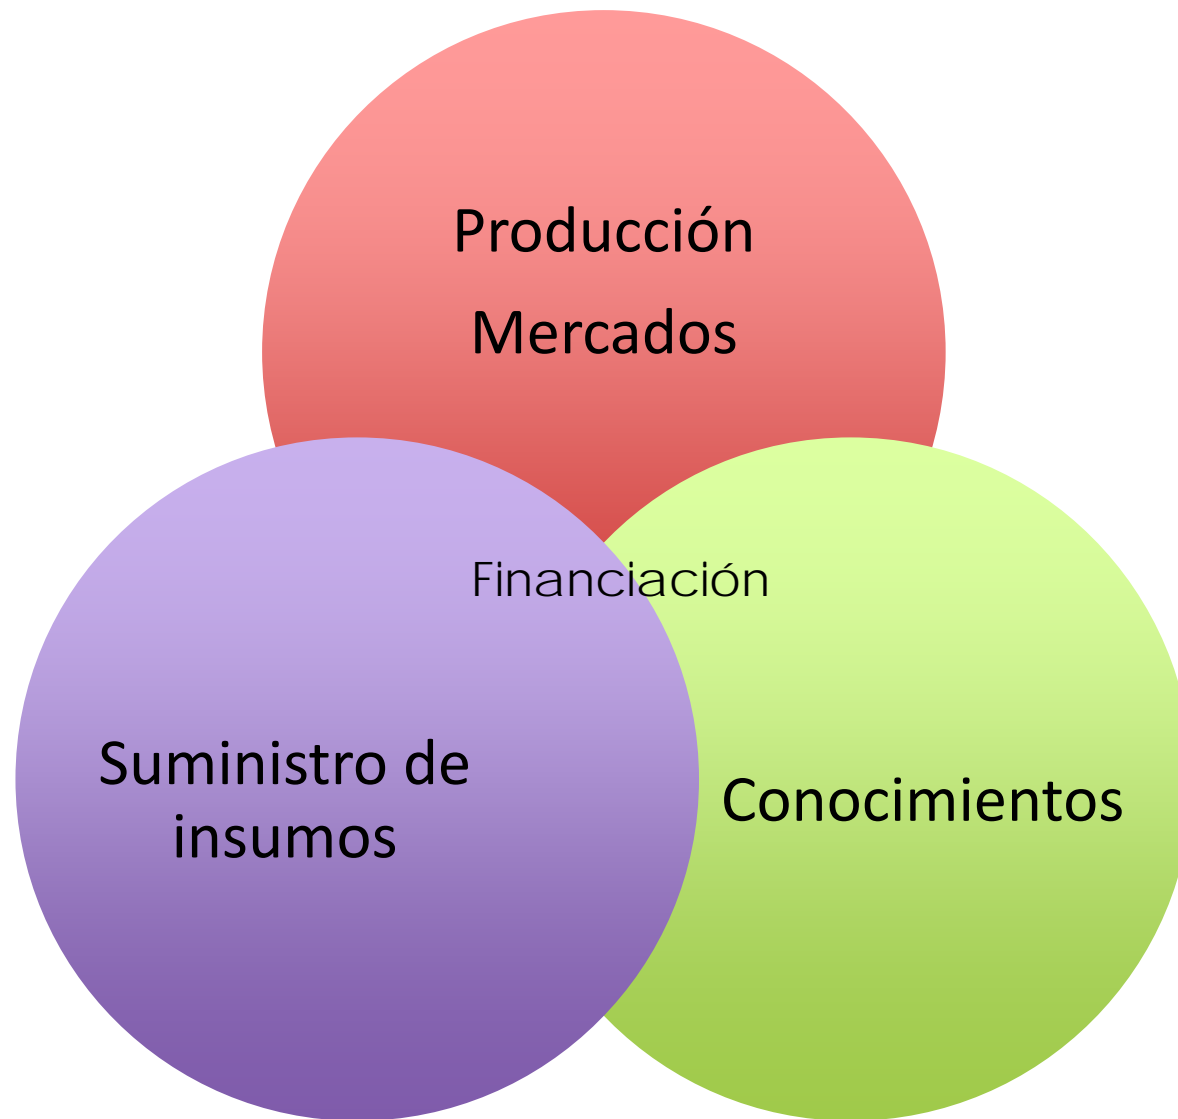 Producción
Mercados
Financiación
Suministro de
insumos
Conocimientos